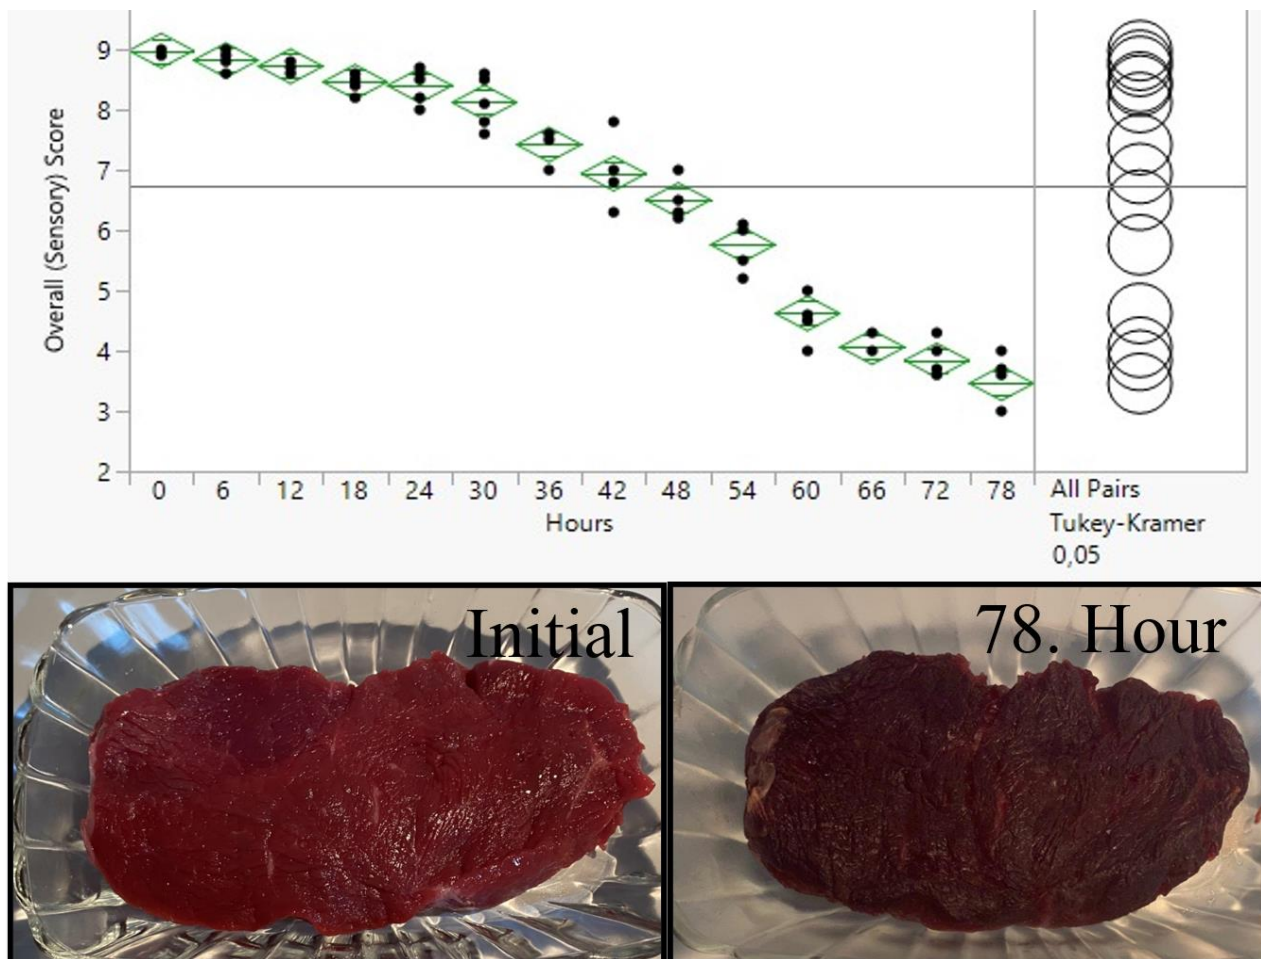 Overall (Sensory) Score
9
8
7
6
5
4
3
2
0 6 12 18 24 30 36 42 48 54 60 66 72 78
Hours
All Pairs
Tukey-Kramer
0,05
Initial
78. Hour